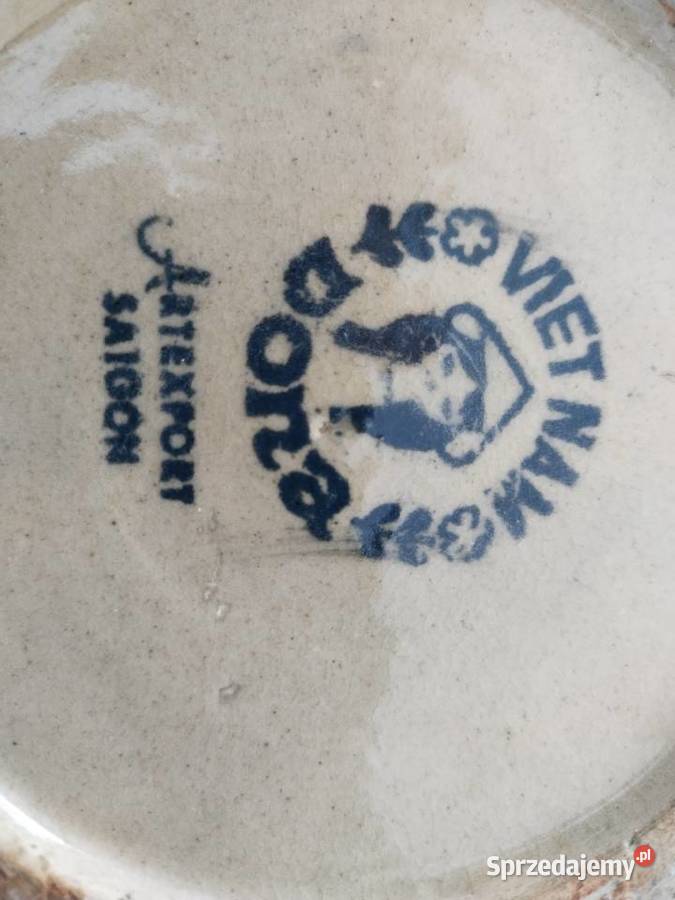 VIET NAM
DONA
ARTEXPORT
SAIGON
Sprzedajemy.pl